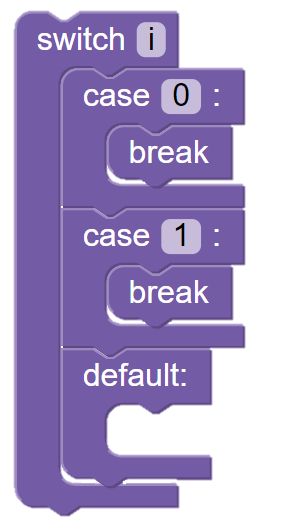 switch i
case 0 :
break
case 1 :
break
default: